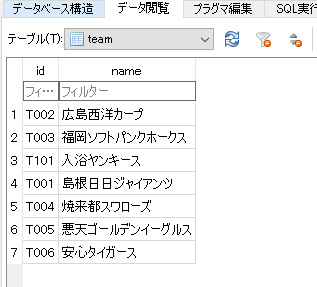 データベース構造 データ閲覧 プラグマ編集 SQL実行
テーブル(T): team
id name
フィ… フィルター
1 T002 広島西洋カープ
2 T003 福岡ソフトパンクホークス
3 T101 入浴ヤンキース
4 T001 島根日日ジャイアンツ
5 T004 焼来都スワローズ
6 T005 悪天ゴールデンイーグルス
7 T006 安心タイガース